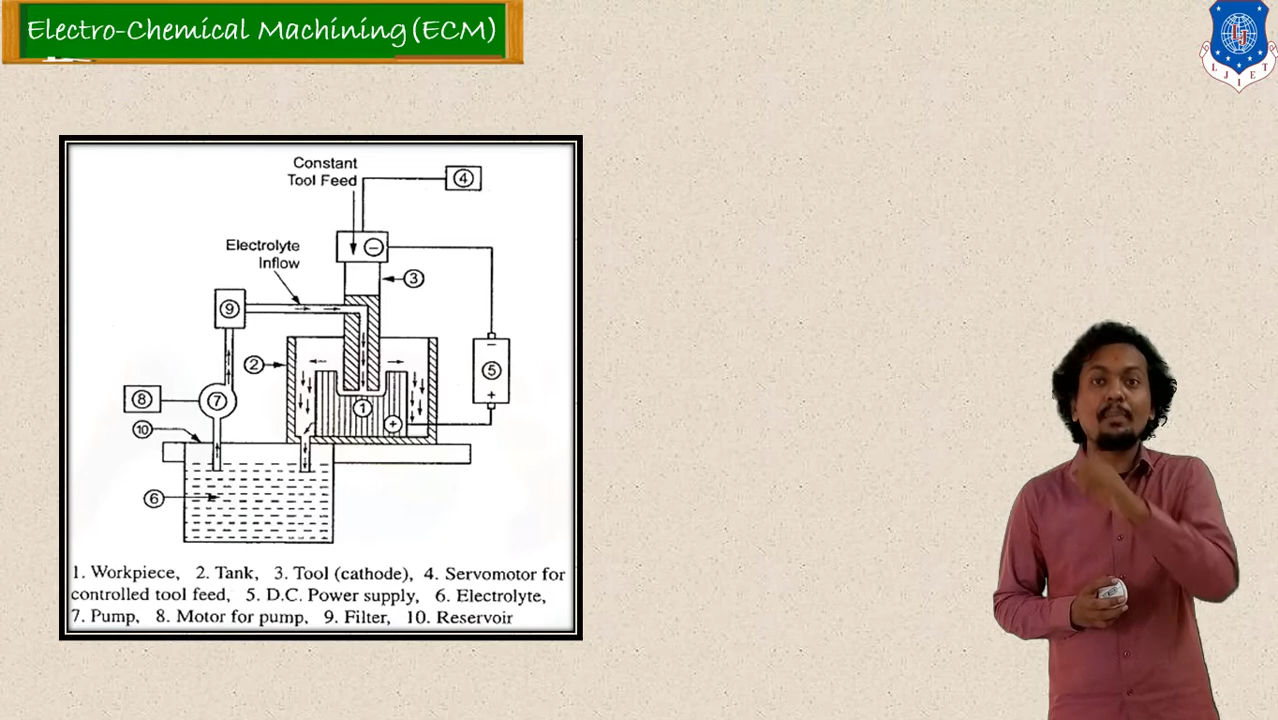 Electro-Chemical Machining (ECM)
LJIET
Constant
Tool Feed
4
Electrolyte
Inflow
3
9
2
5
8
7
1
10
6
1. Workpiece, 2. Tank, 3. Tool (cathode), 4. Servomotor for
controlled tool feed, 5. D.C. Power supply, 6. Electrolyte,
7. Pump, 8. Motor for pump, 9. Filter, 10. Reservoir